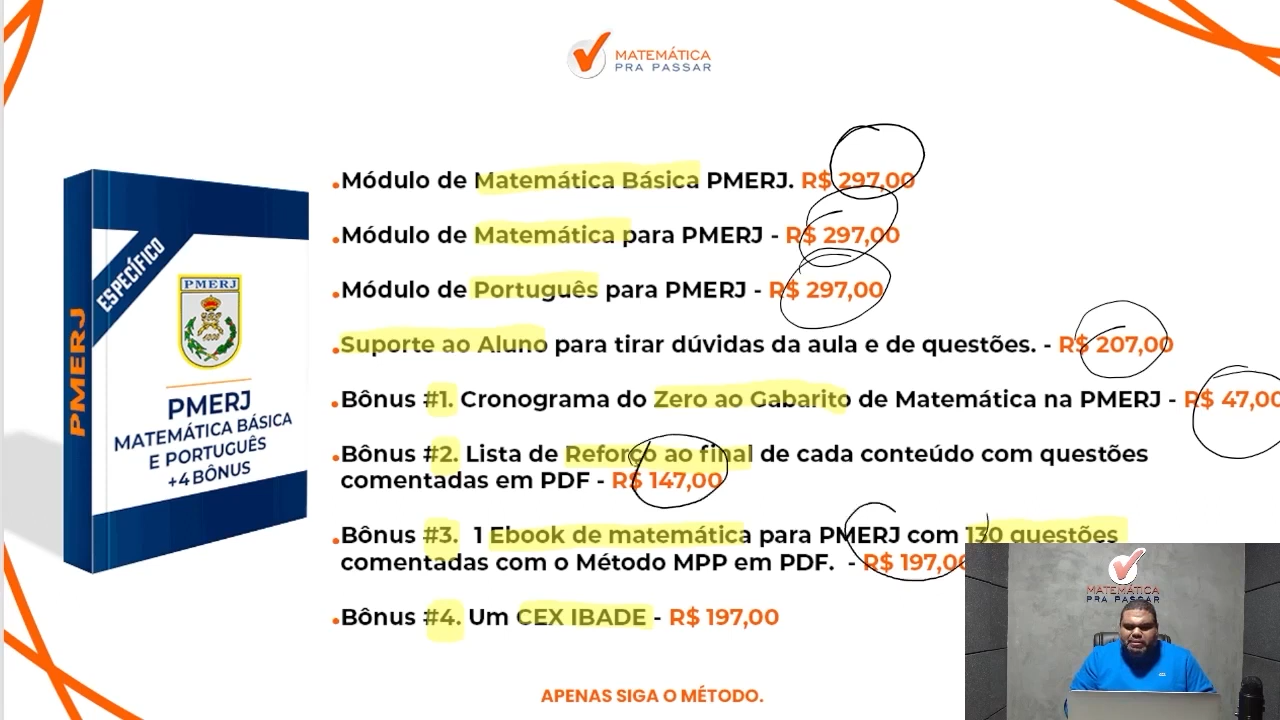 MATEMÁTICA
PRA PASSAR
•Módulo de Matemática Básica PMERJ. R$ 297,00
•Módulo de Matemática para PMERJ - R$ 297,00
•Módulo de Português para PMERJ - R$ 297,00
•Suporte ao Aluno para tirar dúvidas da aula e de questões. - R$ 207,00
•Bônus #1. Cronograma do Zero ao Gabarito de Matemática na PMERJ - R$ 47,00
•Bônus #2. Lista de Reforço ao final de cada conteúdo com questões
comentadas em PDF - R$ 147,00
•Bônus #3. 1 Ebook de matemática para PMERJ com 130 questões
comentadas com o Método MPP em PDF. - R$ 197,00
•Bônus #4. Um CEX IBADE - R$ 197,00
APENAS SIGA O MÉTODO.
PMERJ
ESPECÍFICO
PMERJ
PMERJ
MATEMÁTICA BÁSICA
E PORTUGUÊS
+4 BÔNUS
MATEMÁTICA
PRA PASSAR